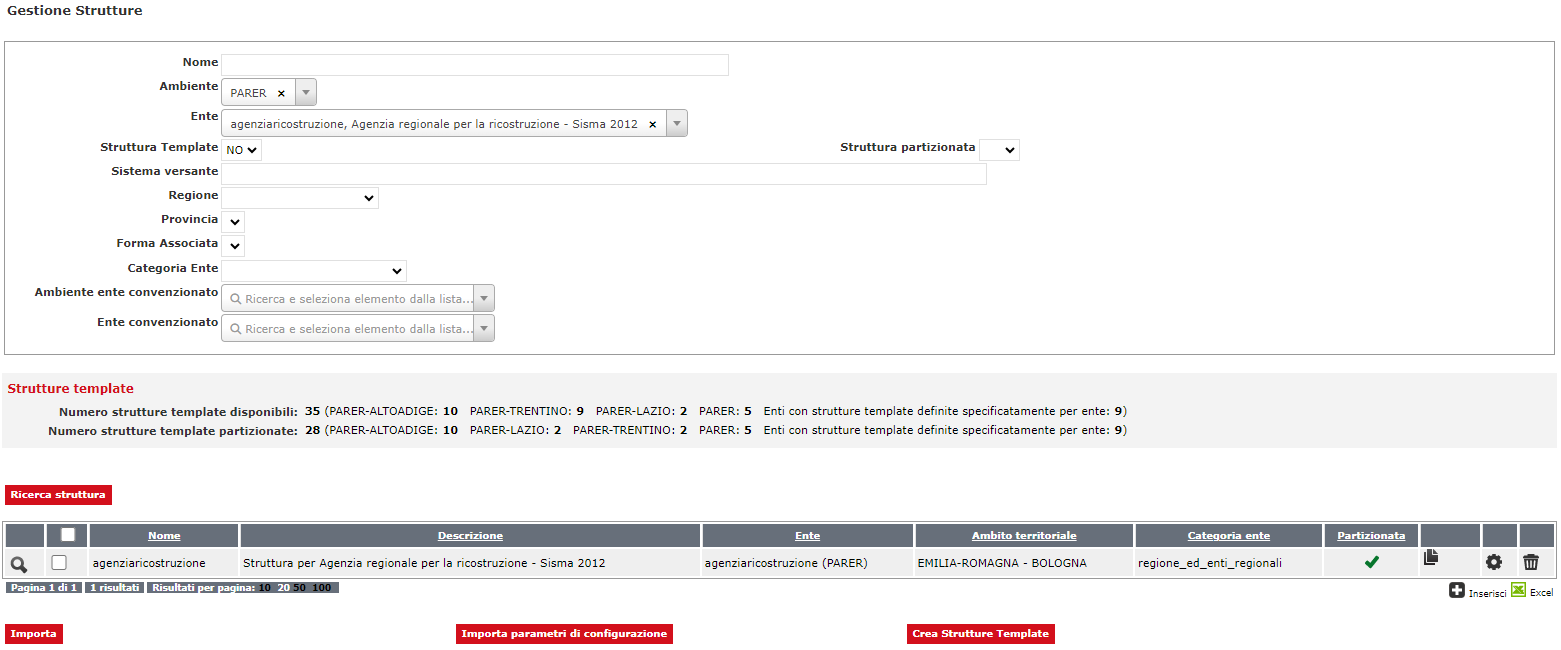 Gestione Strutture
Nome
Ambiente PARER ×
Ente agenziaricostruzione, Agenzia regionale per la ricostruzione - Sisma 2012 ×
Struttura Template NO Struttura partizionata
Sistema versante
Regione
Provincia
Forma Associata
Categoria Ente
Ambiente ente convenzionato Ricerca e seleziona elemento dalla lista...
Ente convenzionato Ricerca e seleziona elemento dalla lista...
Strutture template
Numero strutture template disponibili: 35 (PARER-ALTOADIGE: 10 PARER-TRENTINO: 9 PARER-LAZIO: 2 PARER: 5 Enti con strutture template definite specificatamente per ente: 9)
Numero strutture template partizionate: 28 (PARER-ALTOADIGE: 10 PARER-LAZIO: 2 PARER-TRENTINO: 2 PARER: 5 Enti con strutture template definite specificatamente per ente: 9)
Ricerca struttura
Nome Descrizione Ente Ambito territoriale Categoria ente Partizionata
agenziaricostruzione Struttura per Agenzia regionale per la ricostruzione - Sisma 2012 agenziaricostruzione (PARER) EMILIA-ROMAGNA - BOLOGNA regione_ed_enti_regionali
Pagina 1 di 1 1 risultati Risultati per pagina: 10 20 50 100
Inserisci Excel
Importa Importa parametri di configurazione Crea Strutture Template